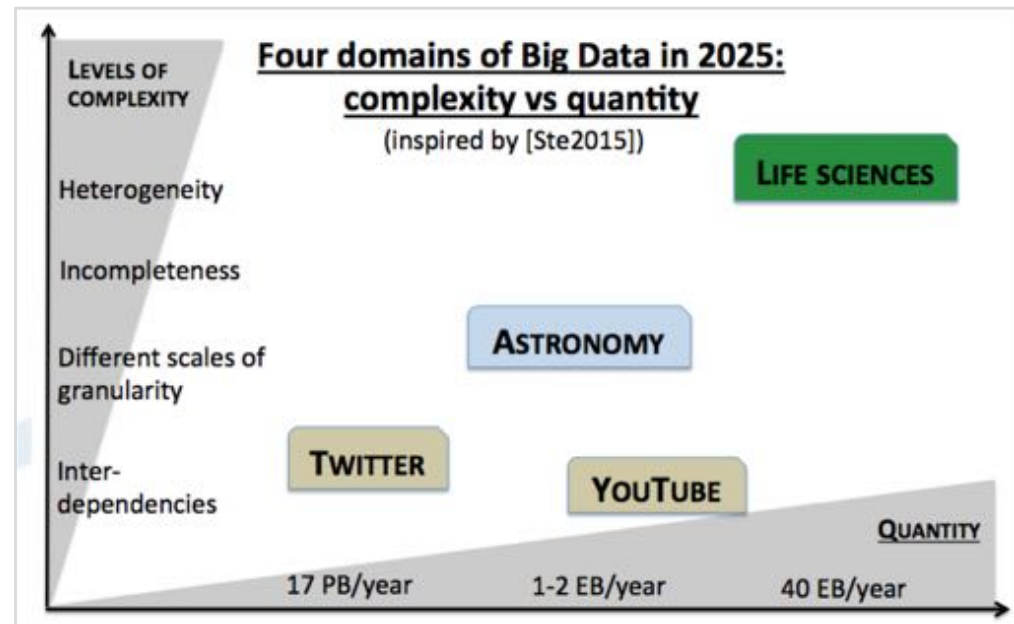 Four domains of Big Data in 2025:
complexity vs quantity
(inspired by [Ste2015])
LEVELS OF
COMPLEXITY
LIFE SCIENCES
Heterogeneity
Incompleteness
ASTRONOMY
Different scales of
granularity
TWITTER
Inter-
dependencies
YOUTUBE
QUANTITY
17 PB/year
1-2 EB/year
40 EB/year